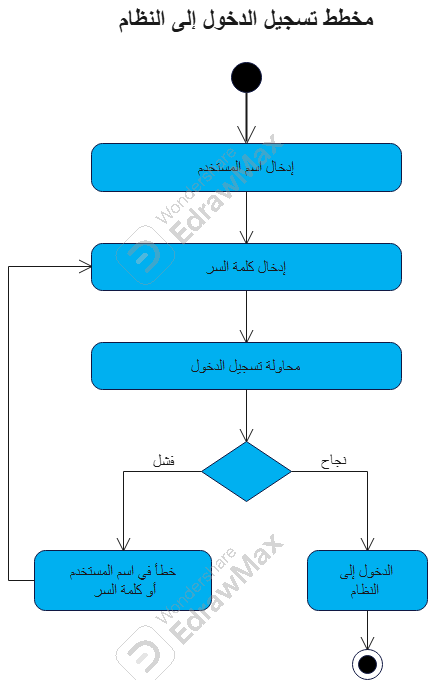 مخطط تسجيل الدخول إلى النظام
إدخال اسم المستخدم
Wondershare
EdrawMax
إدخال كلمة السر
محاولة تسجيل الدخول
نجاح
فشل
الدخول إلى
النظام
خطأ في اسم المستخدم
أو كلمة السر
Wondershare
EdrawMax